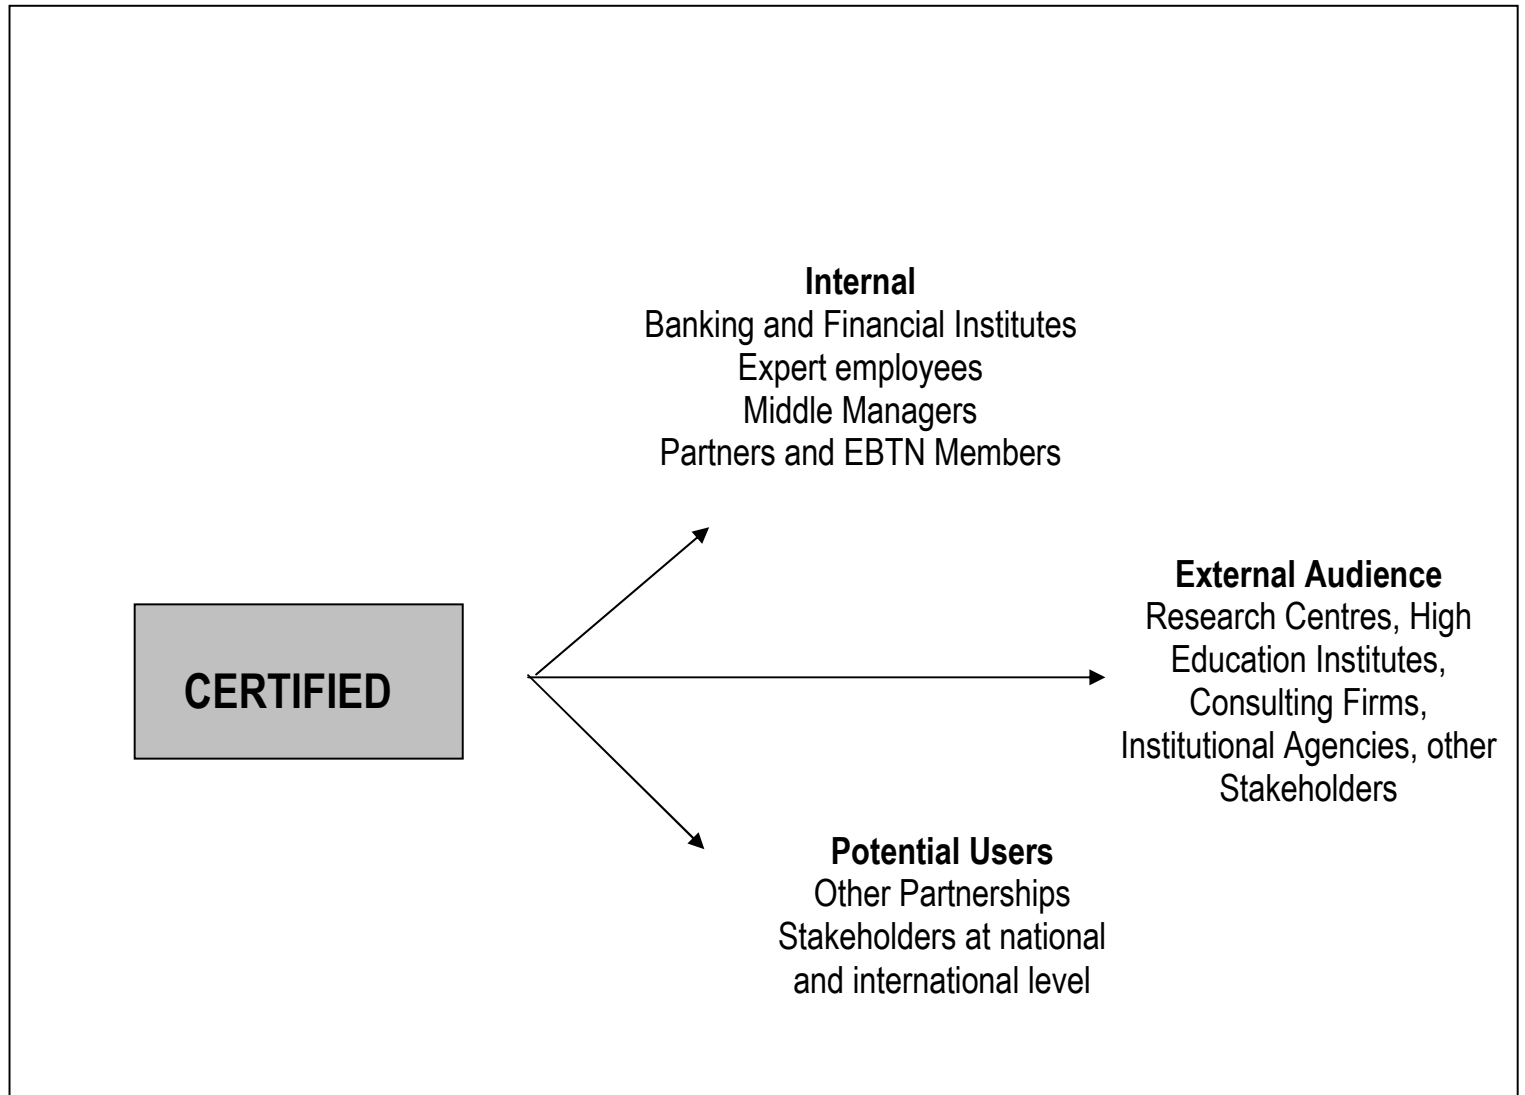 Internal
Banking and Financial Institutes
Expert employees
Middle Managers
Partners and EBTN Members
CERTIFIED
External Audience
Research Centres, High
Education Institutes,
Consulting Firms,
Institutional Agencies, other
Stakeholders
Potential Users
Other Partnerships
Stakeholders at national
and international level